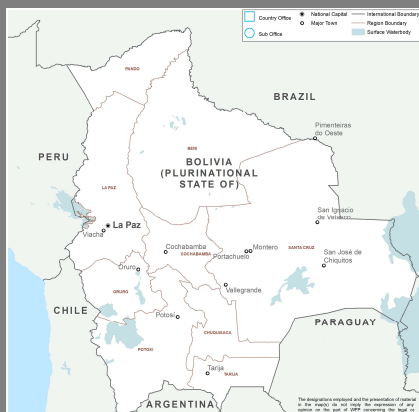 Country Office
National Capital
International Boundary
Major Town
Region Boundary
Sub Office
Surface Waterbody
PANDO
BRAZIL
Pimenteiras
do Oeste
BENI
PERU
BOLIVIA
(PLURINATIONAL
STATE OF)
LA PAZ
La Paz
Viacha
San Ignacio
de Velasco
Cochabamba
Montero
COCHABAMBA
Portachuelo
SANTA CRUZ
San José de
Chiquitos
Oruro
Vallegrande
ORURO
CHILE
Potosí
PARAGUAY
CHUQUISACA
POTOSI
Tarija
TARIJA
ARGENTINA
The designations employed and the presentation of material
in the map(s) do not imply the expression of any
opinion on the part of WFP concerning the legal or